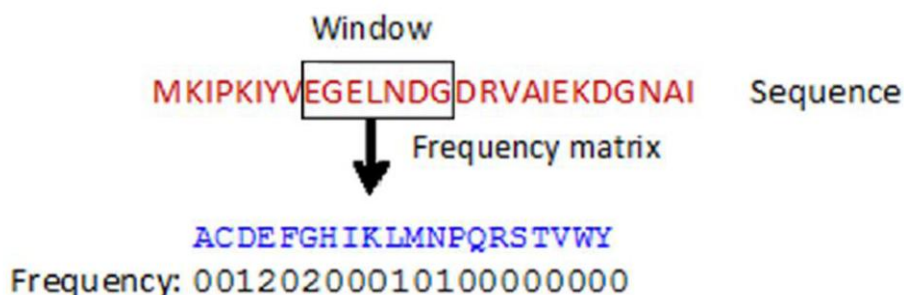 Window
MKIPKIYVEGELNDGDRVAIEKDGNAI Sequence
Frequency matrix
ACDEFGHIKLMNPQRSTVWY
Frequency: 00120200010100000000